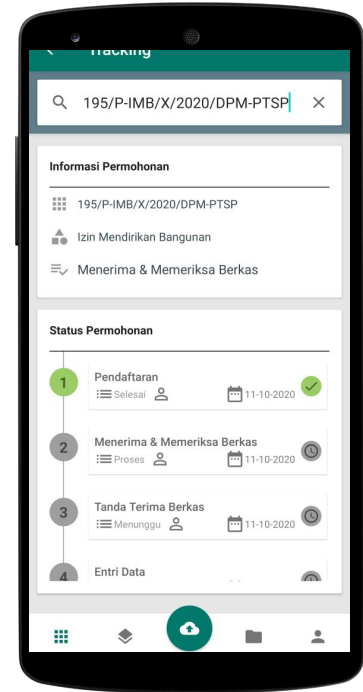 Tracking
195/P-IMB/X/2020/DPM-PTSP
Informasi Permohonan
195/P-IMB/X/2020/DPM-PTSP
Izin Mendirikan Bangunan
Menerima & Memeriksa Berkas
Status Permohonan
1 Pendaftaran
Selesai 11-10-2020
2 Menerima & Memeriksa Berkas
Proses 11-10-2020
3 Tanda Terima Berkas
Menunggu 11-10-2020
4 Entri Data